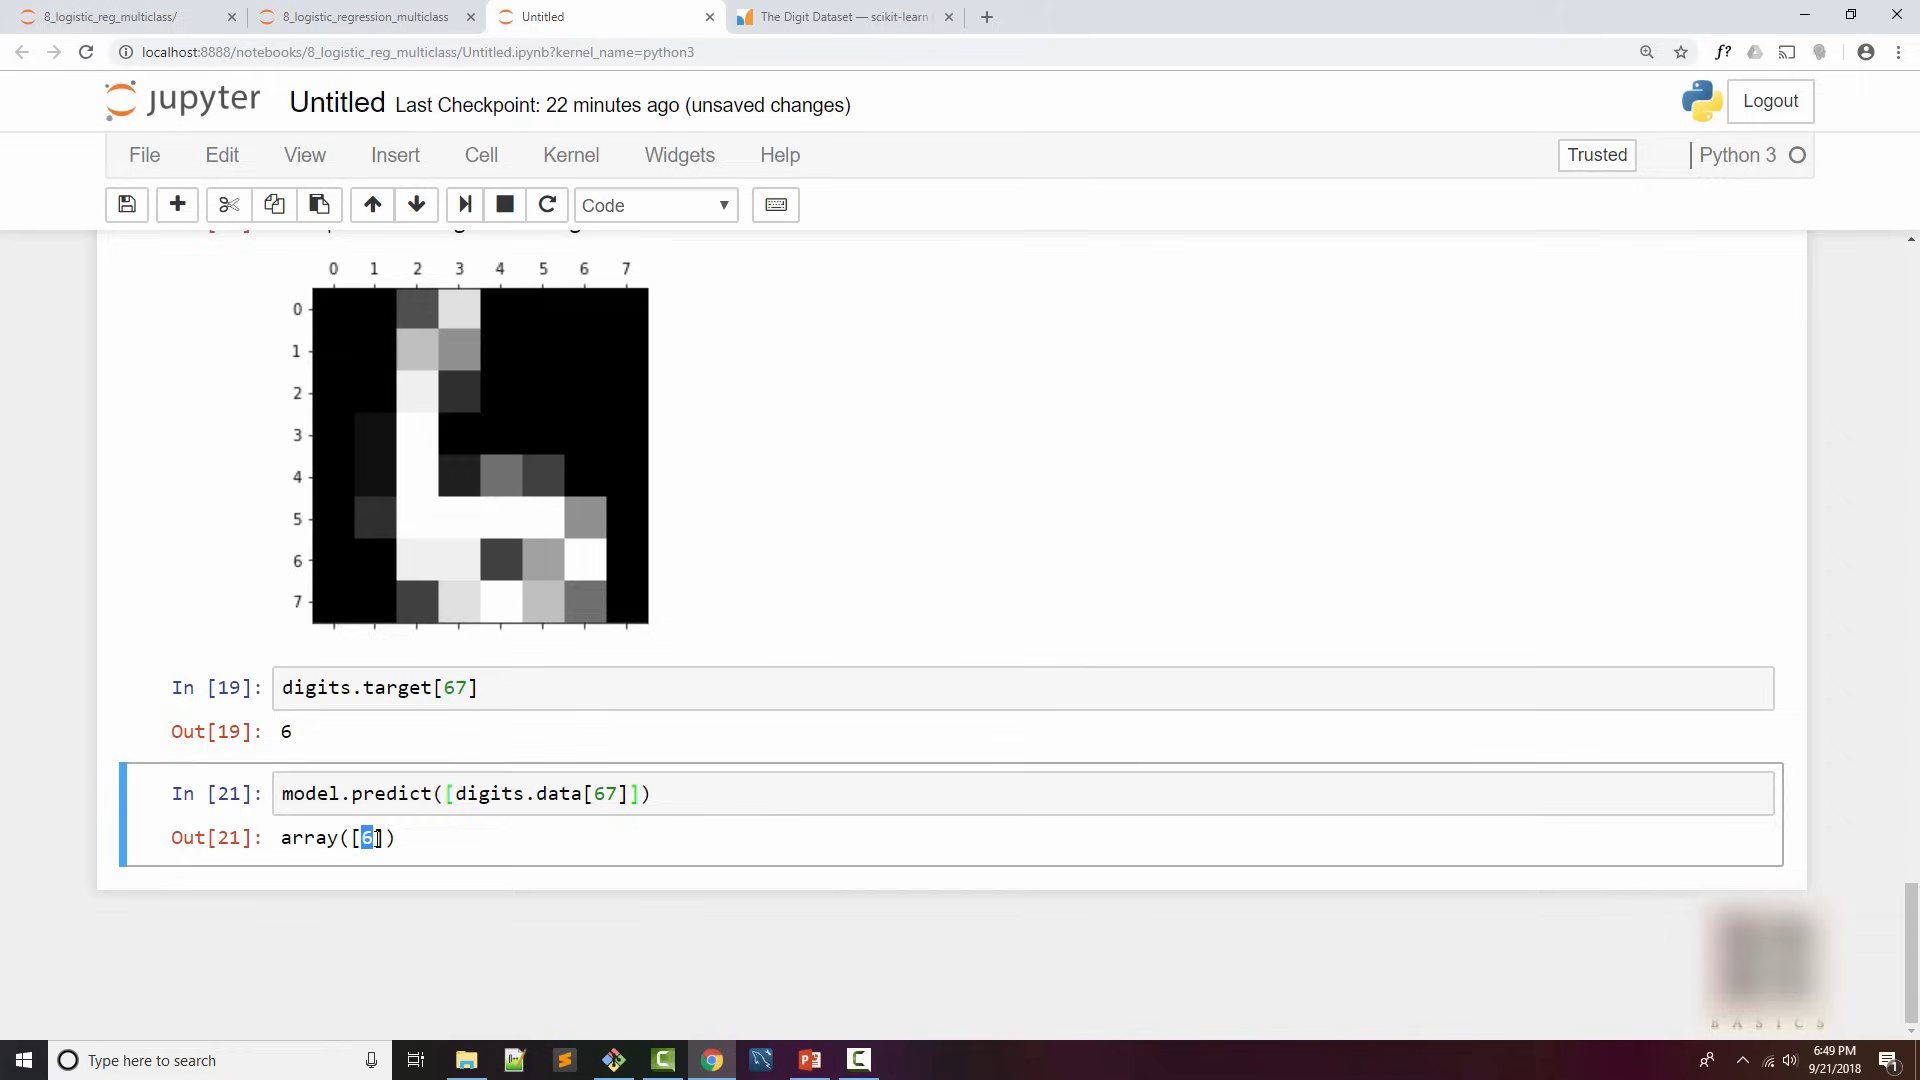 8_logistic_reg_multiclass/
8_logistic_regression_multiclass
Untitled
The Digit Dataset — scikit-learn
localhost:8888/notebooks/8_logistic_reg_multiclass/Untitled.ipynb?kernel_name=python3
f?
jupyter Untitled Last Checkpoint: 22 minutes ago (unsaved changes)
Logout
File Edit View Insert Cell Kernel Widgets Help
Trusted
Python 3
Code
0 1 2 3 4 5 6 7
0
1
2
3
4
5
6
7
In [19]: digits.target[67]
Out[19]: 6
In [21]: model.predict([digits.data[67]])
Out[21]: array([6])
BASICS
Type here to search
6:49 PM
9/21/2018
1